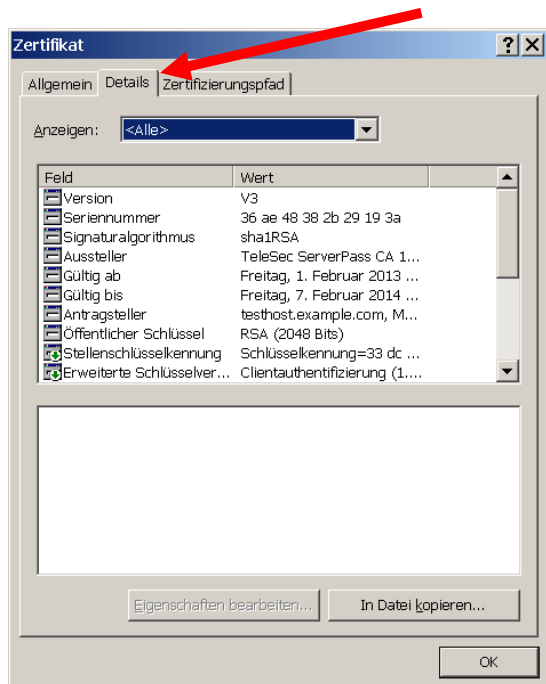 Zertifikat
Allgemein Details Zertifizierungspfad
Anzeigen: <Alle>
Feld Wert
Version V3
Seriennummer 36 ae 48 38 2b 29 19 3a
Signaturalgorithmus sha1RSA
Aussteller TeleSec ServerPass CA 1...
Gültig ab Freitag, 1. Februar 2013 ...
Gültig bis Freitag, 7. Februar 2014 ...
Antragsteller testhost.example.com, M...
Öffentlicher Schlüssel RSA (2048 Bits)
Stellenschlüsselkennung Schlüsselkennung=33 dc ...
Erweiterte Schlüsselver... Clientauthentifizierung (1....
Eigenschaften bearbeiten... In Datei kopieren...
OK